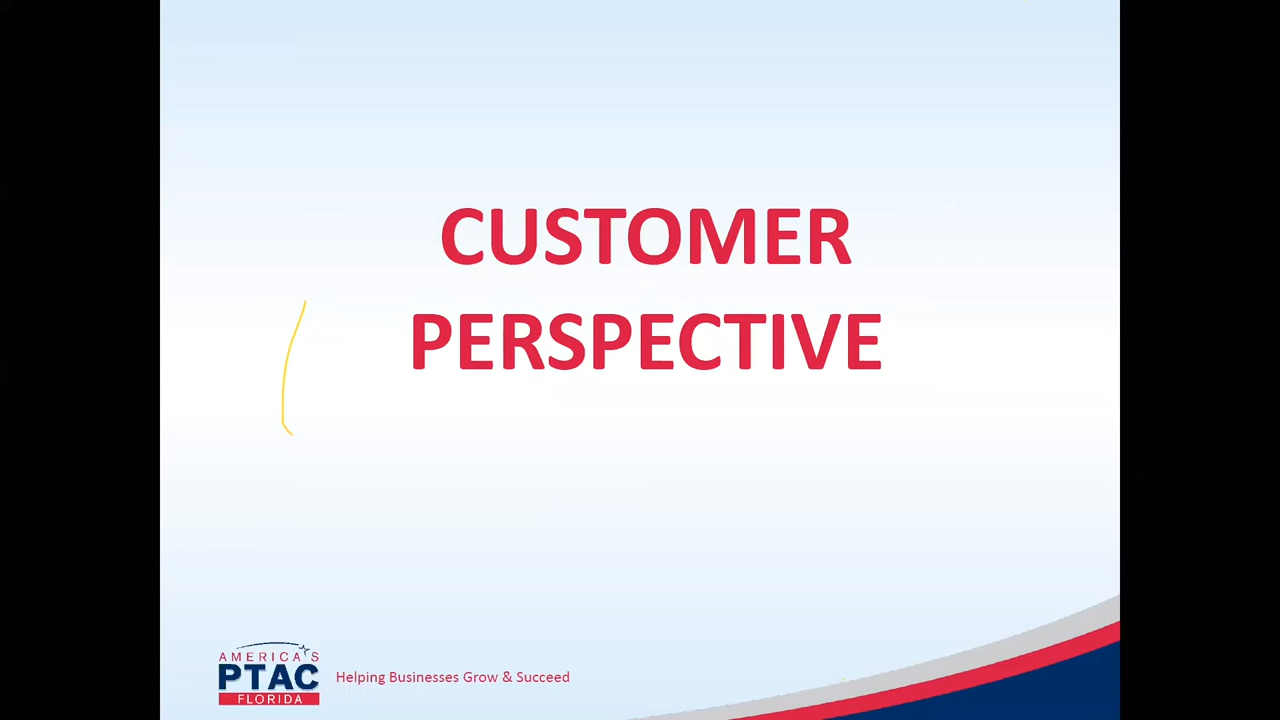 CUSTOMER
PERSPECTIVE
AMERICA'S
PTAC
FLORIDA
Helping Businesses Grow & Succeed